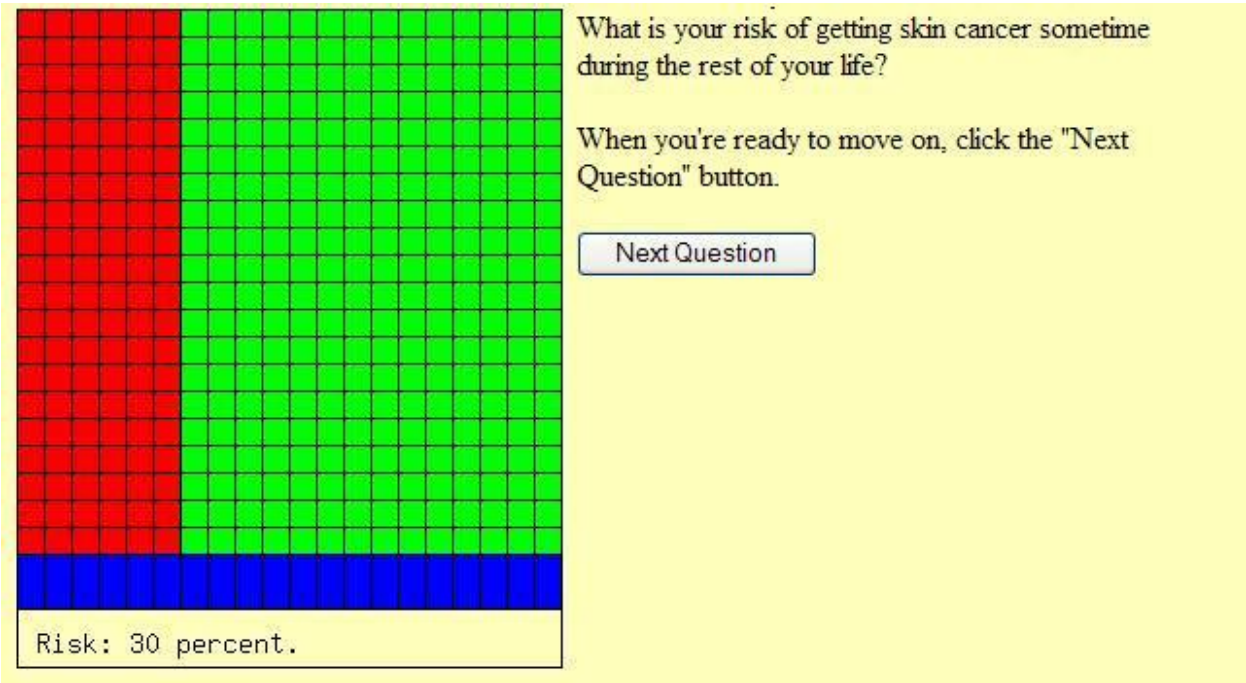 What is your risk of getting skin cancer sometime
during the rest of your life?
When you're ready to move on, click the "Next
Question" button.
Next Question
Risk: 30 percent.